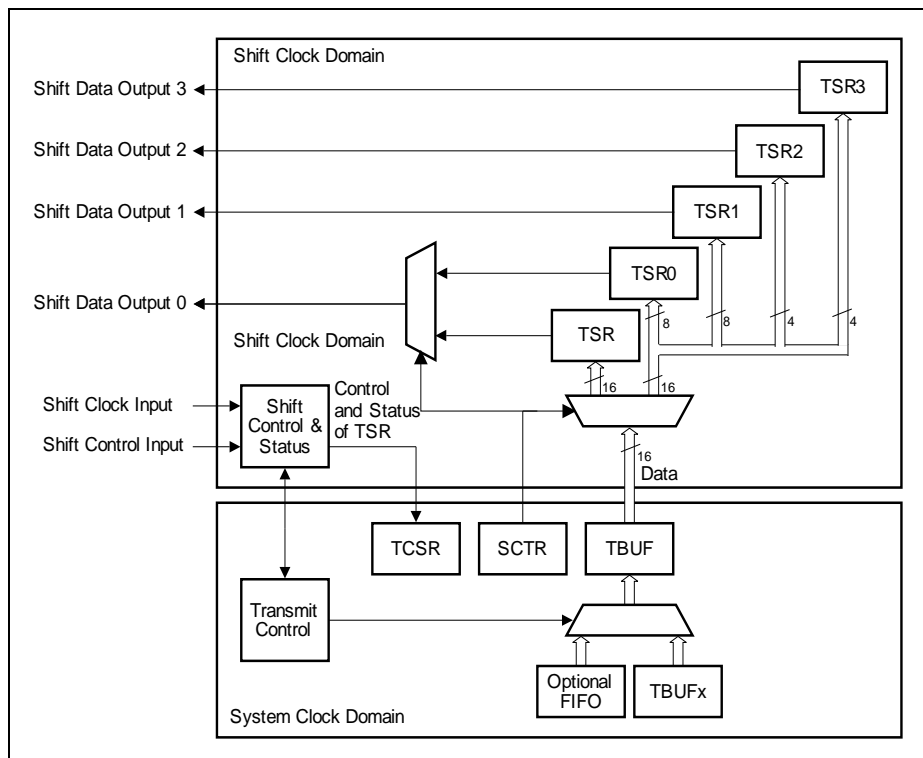 Shift Clock Domain
Shift Data Output 3
TSR3
Shift Data Output 2
TSR2
Shift Data Output 1
TSR1
TSR0
Shift Data Output 0
8
8
4
4
TSR
Shift Clock Domain
16
16
Shift Clock Input
Shift Control Input
Shift
Control &
Status
Control
and Status
of TSR
16
Data
TCSR
SCTR
TBUF
Transmit
Control
Optional
FIFO
TBUFx
System Clock Domain